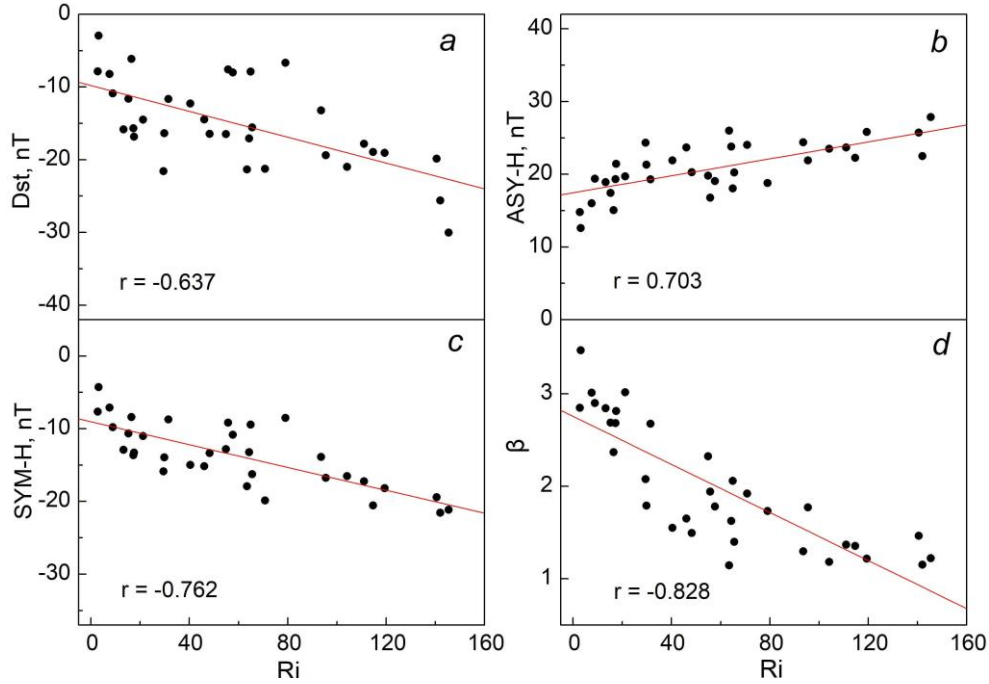 a
0
-10
-20
-30
-40
Dst, nT
r = -0.637
b
40
30
20
10
0
ASY-H, nT
r = 0.703
c
0
-10
-20
-30
SYM-H, nT
r = -0.762
0 40 80 120 160
Ri
d
3
2
1
β
r = -0.828
0 40 80 120 160
Ri